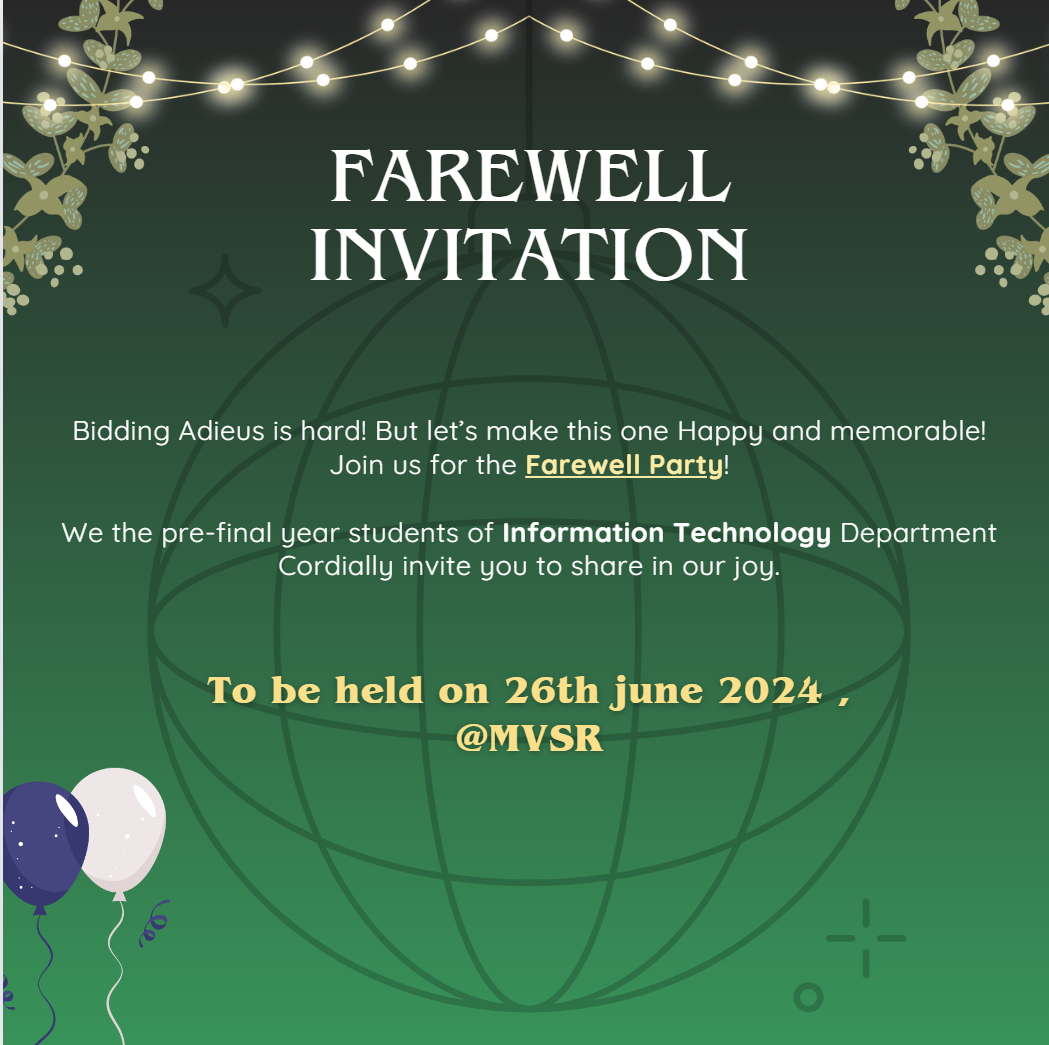 FAREWELL
INVITATION
Bidding Adieus is hard! But let’s make this one Happy and memorable!
Join us for the Farewell Party!
We the pre-final year students of Information Technology Department
Cordially invite you to share in our joy.
To be held on 26th june 2024 ,
@MVSR